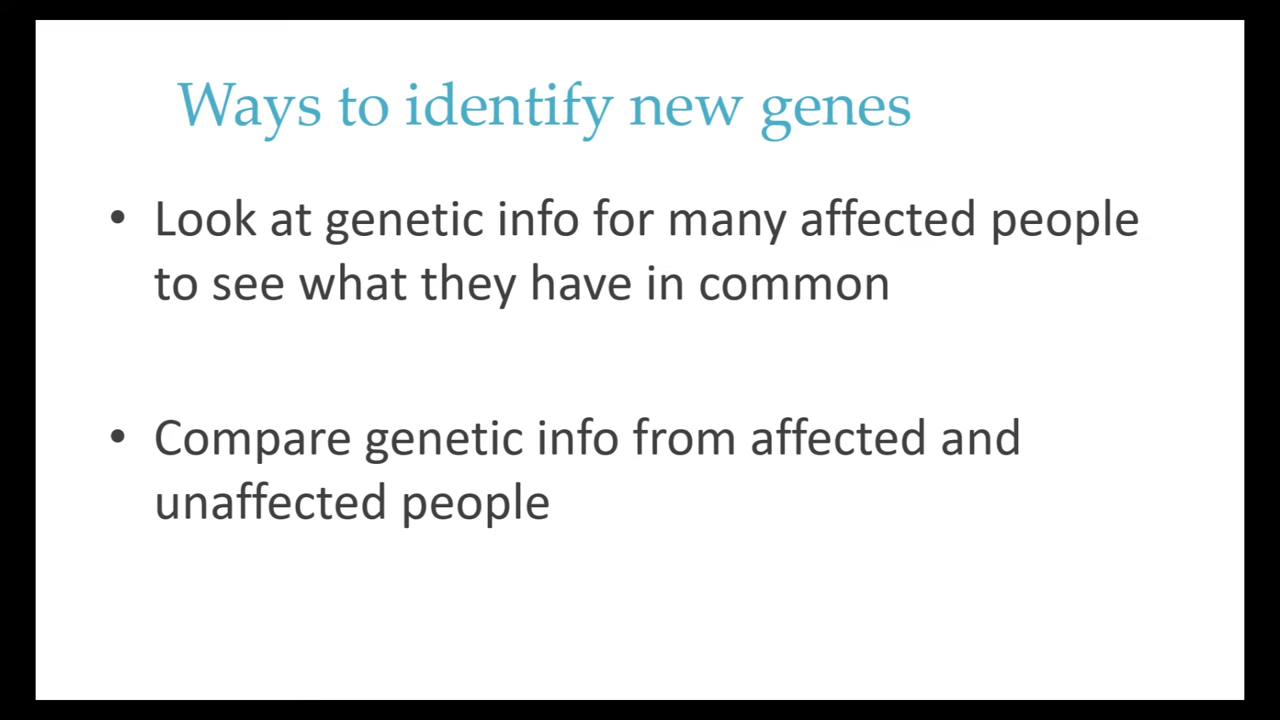 Ways to identify new genes
• Look at genetic info for many affected people
to see what they have in common
• Compare genetic info from affected and
unaffected people